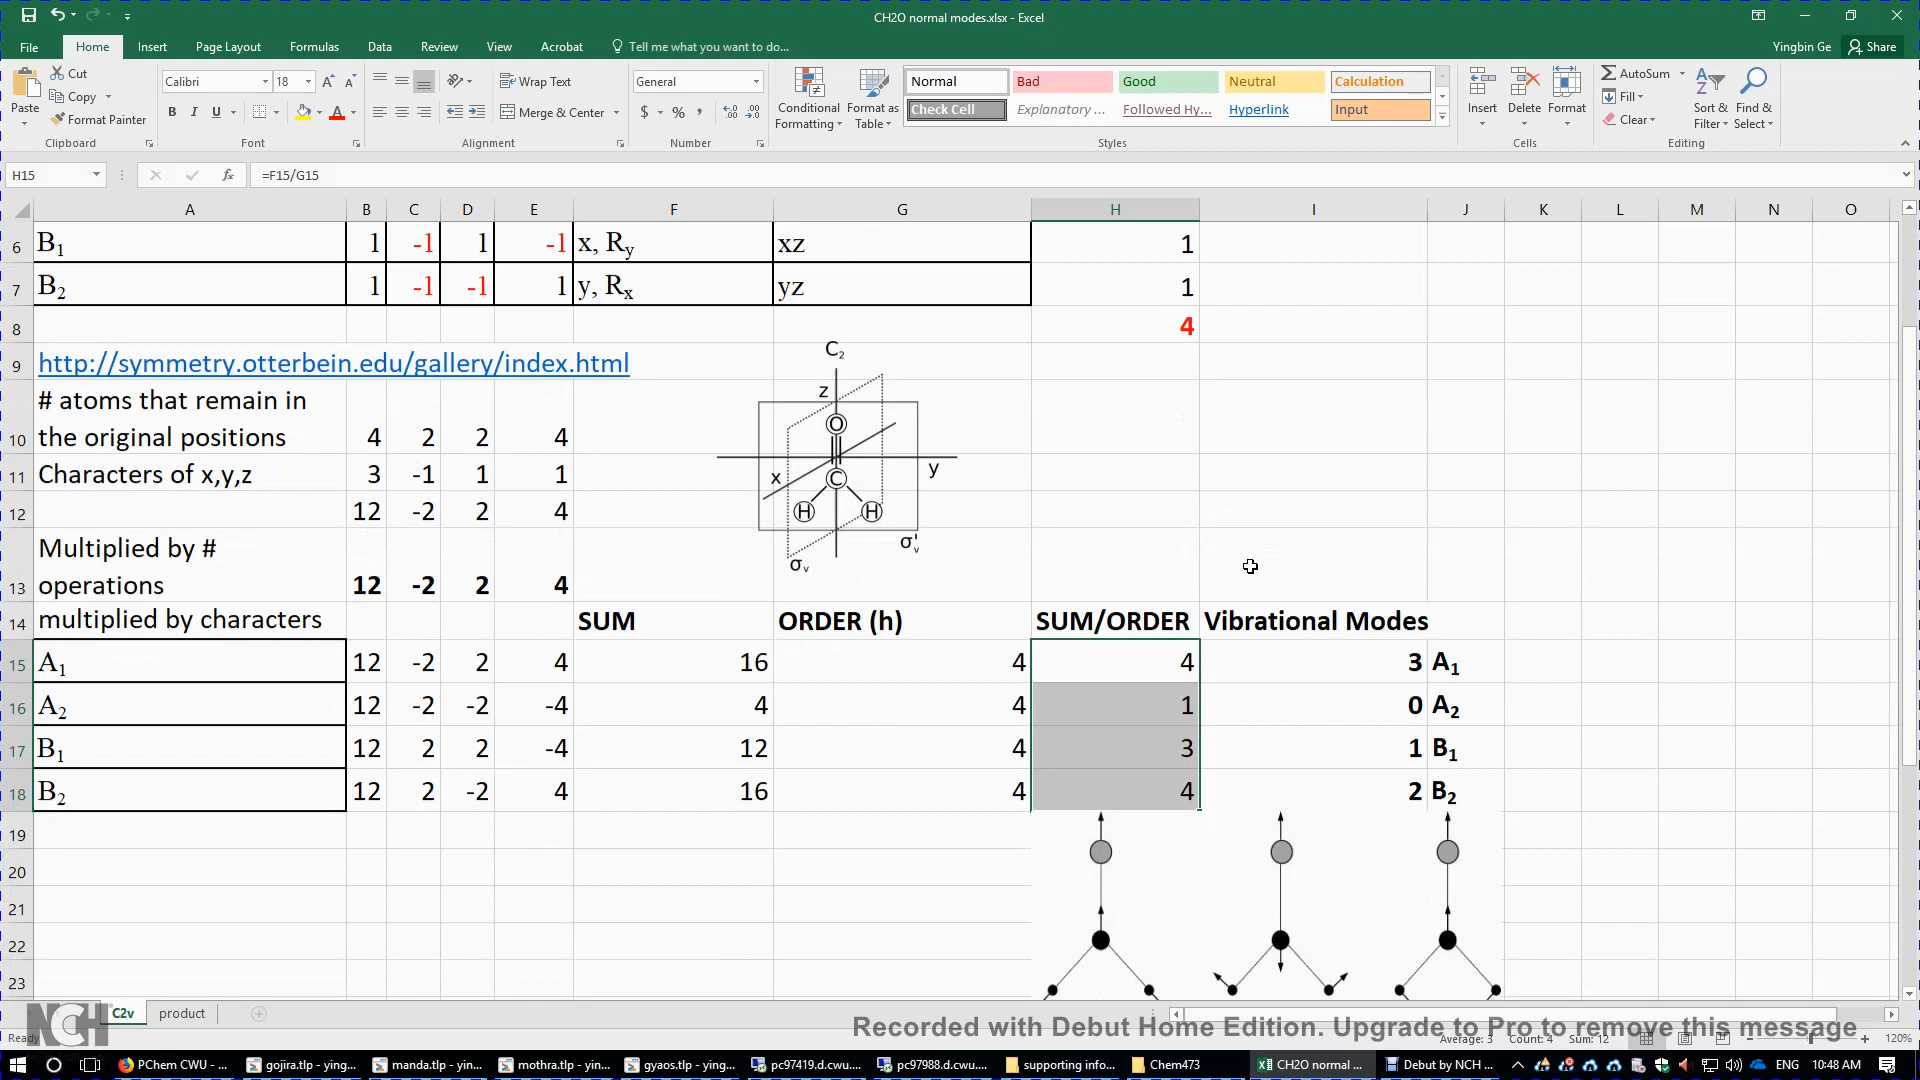 CH2O normal modes.xlsx - Excel
File Home Insert Page Layout Formulas Data Review View Acrobat Tell me what you want to do... Yingbin Ge Share
Paste Cut Copy Format Painter
Clipboard
Calibri 18 B I U
Font
Wrap Text Merge & Center
Alignment
General $ % ,
Number
Conditional Formatting Format as Table
Normal Bad Good Neutral Calculation
Check Cell Explanatory ... Followed Hy... Hyperlink Input
Styles
Insert Delete Format
Cells
AutoSum Fill Clear Sort & Filter Find & Select
Editing
H15 fx =F15/G15
A B C D E F G H I J K L M N O
6 B₁ 1 -1 1 -1 x, Rᵧ xz 1
7 B₂ 1 -1 -1 1 y, Rₓ yz 1
8 4
9 http://symmetry.otterbein.edu/gallery/index.html
# atoms that remain in
10 the original positions 4 2 2 4
11 Characters of x,y,z 3 -1 1 1
12 12 -2 2 4
Multiplied by #
13 operations 12 -2 2 4
C₂
z
O
x C y
H H
σᵥ'
σᵥ
14 multiplied by characters SUM ORDER (h) SUM/ORDER Vibrational Modes
15 A₁ 12 -2 2 4 16 4 4 3 A₁
16 A₂ 12 -2 -2 -4 4 4 1 0 A₂
17 B₁ 12 2 2 -4 12 4 3 1 B₁
18 B₂ 12 2 -2 4 16 4 4 2 B₂
19
20
21
22
23
NCH
C2v product
Recorded with Debut Home Edition. Upgrade to Pro to remove this message
Ready Average: 3 Count: 4 Sum: 12 120%
PChem CWU - ... gojira.tlp - ying... manda.tlp - yin... mothra.tlp - yin... gyaos.tlp - ying... pc97419.d.cwu.... pc97988.d.cwu.... supporting info... Chem473 CH2O normal ... Debut by NCH ... ENG 10:48 AM